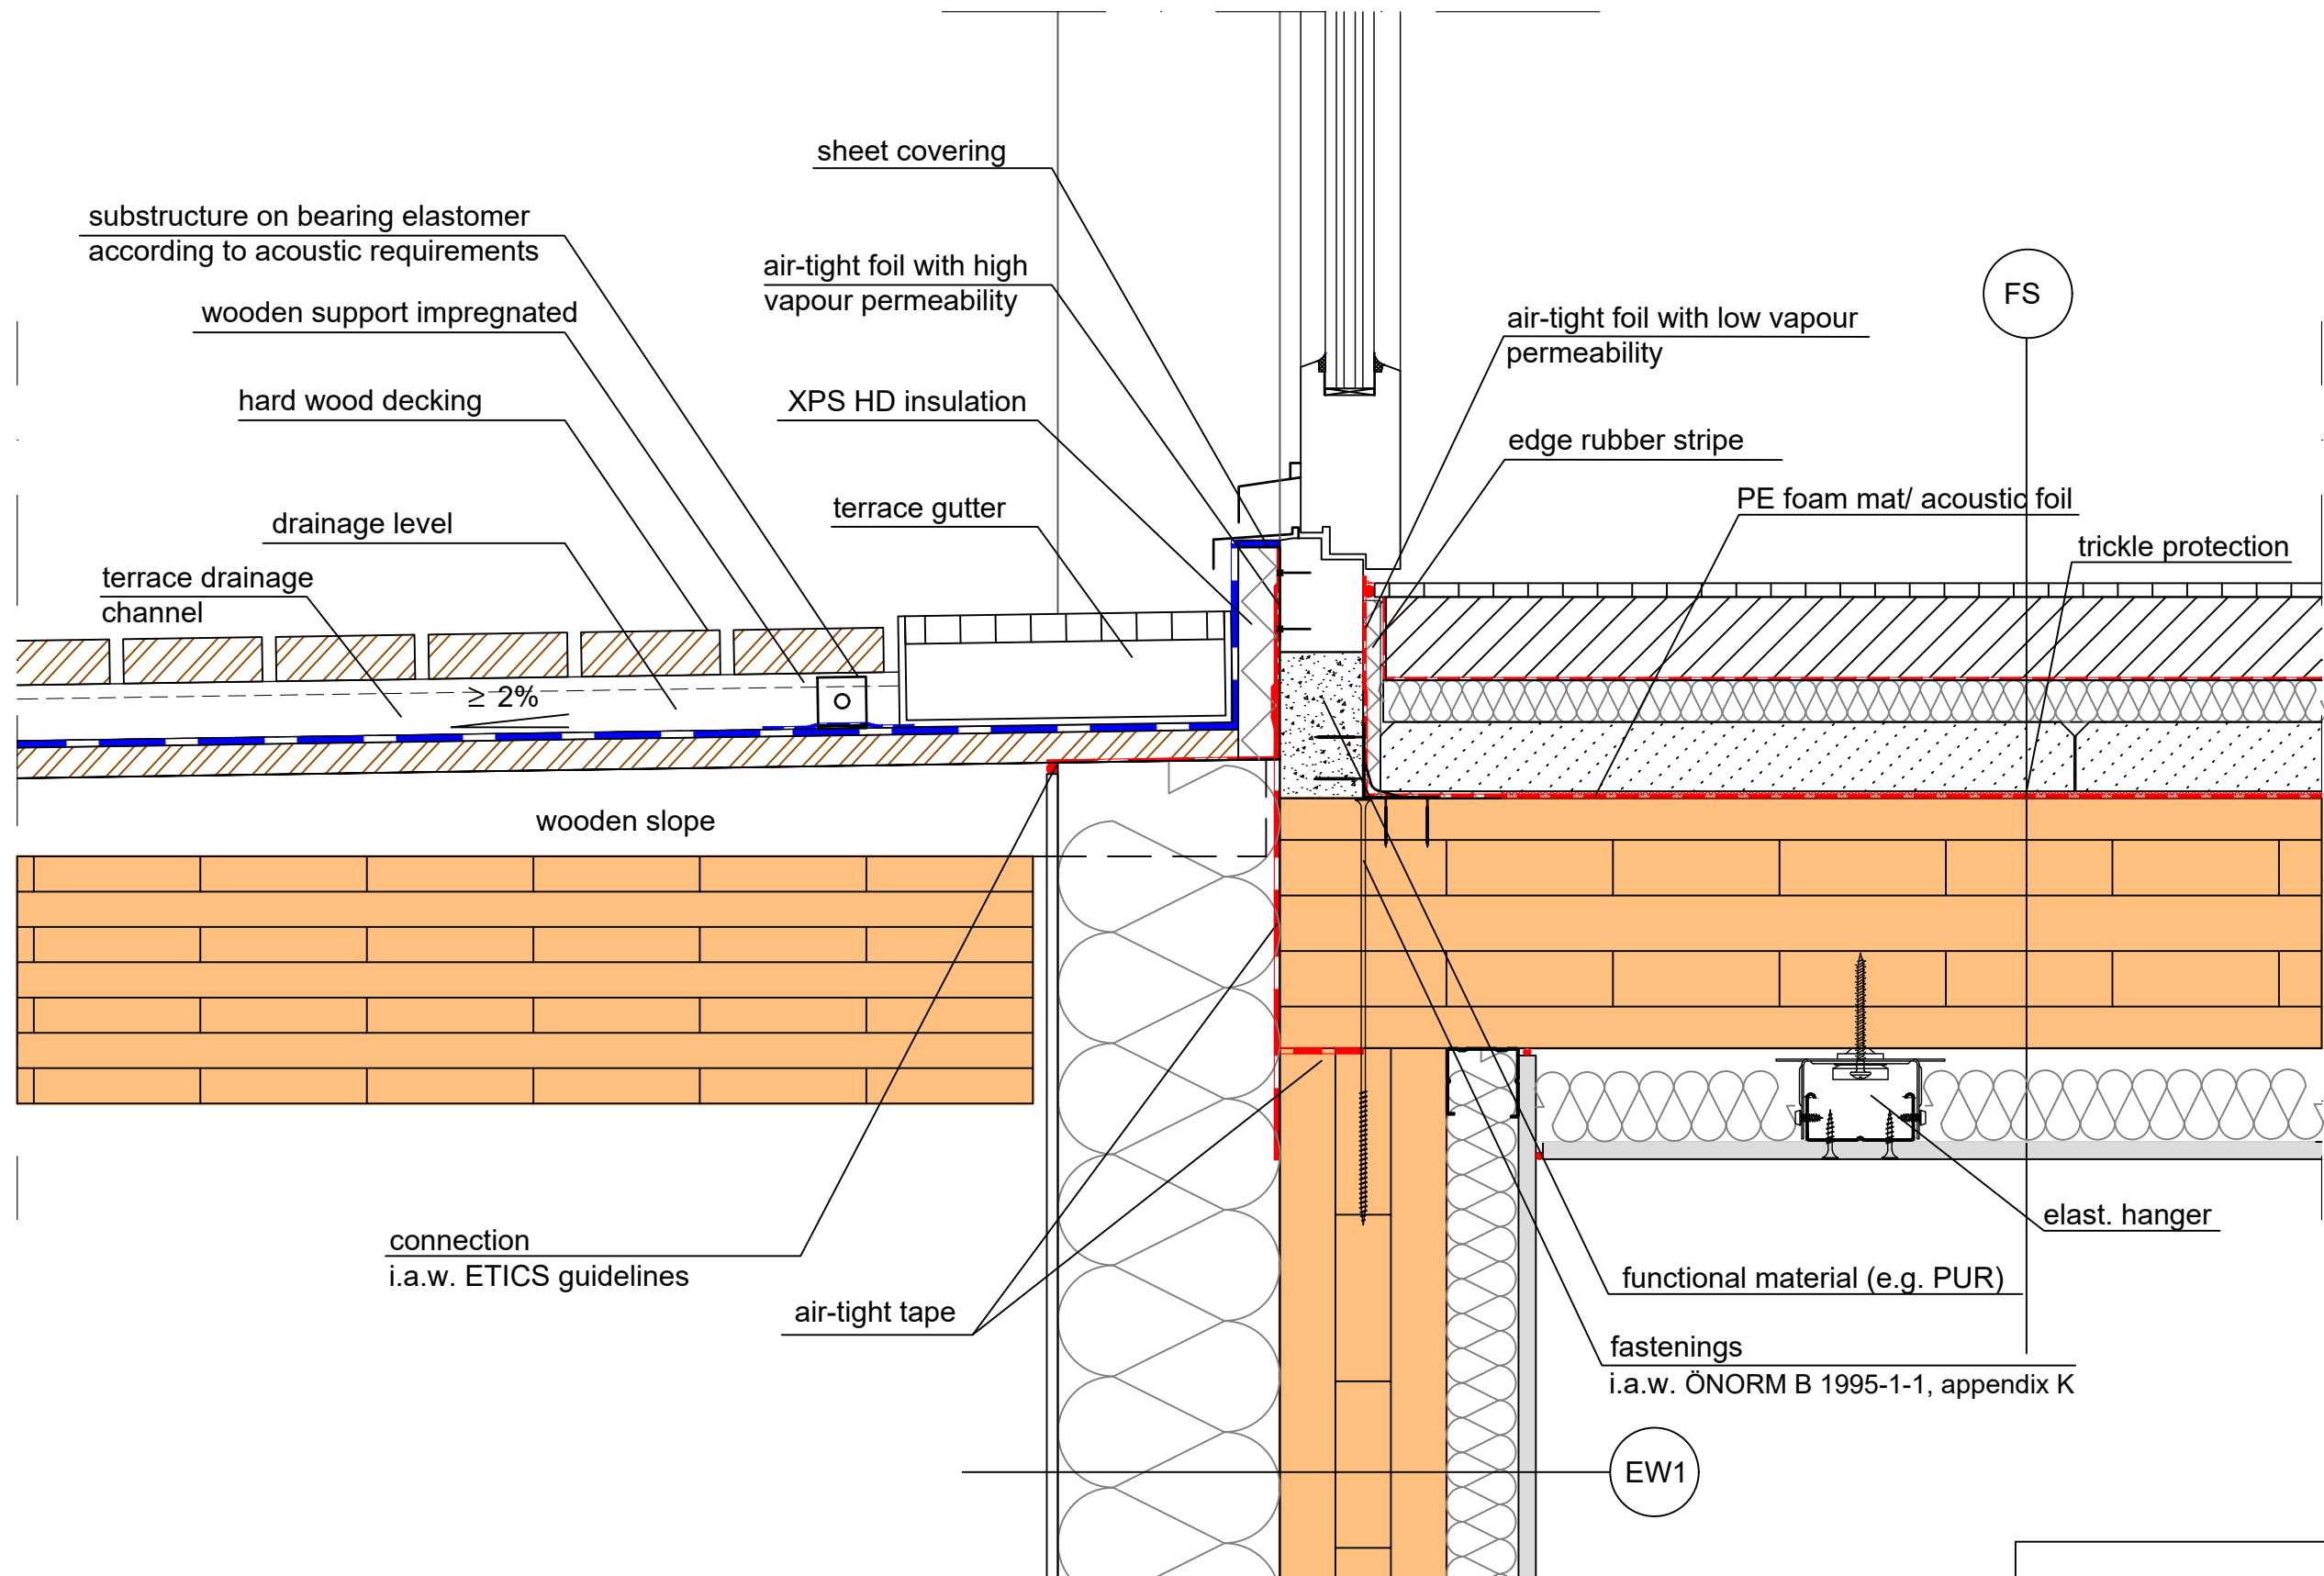 sheet covering
substructure on bearing elastomer
according to acoustic requirements
air-tight foil with high
vapour permeability
FS
wooden support impregnated
air-tight foil with low vapour
permeability
hard wood decking
XPS HD insulation
edge rubber stripe
PE foam mat/ acoustic foil
terrace gutter
drainage level
trickle protection
terrace drainage
channel
≥ 2%
wooden slope
elast. hanger
connection
i.a.w. ETICS guidelines
functional material (e.g. PUR)
air-tight tape
fastenings
i.a.w. ÖNORM B 1995-1-1, appendix K
EW1